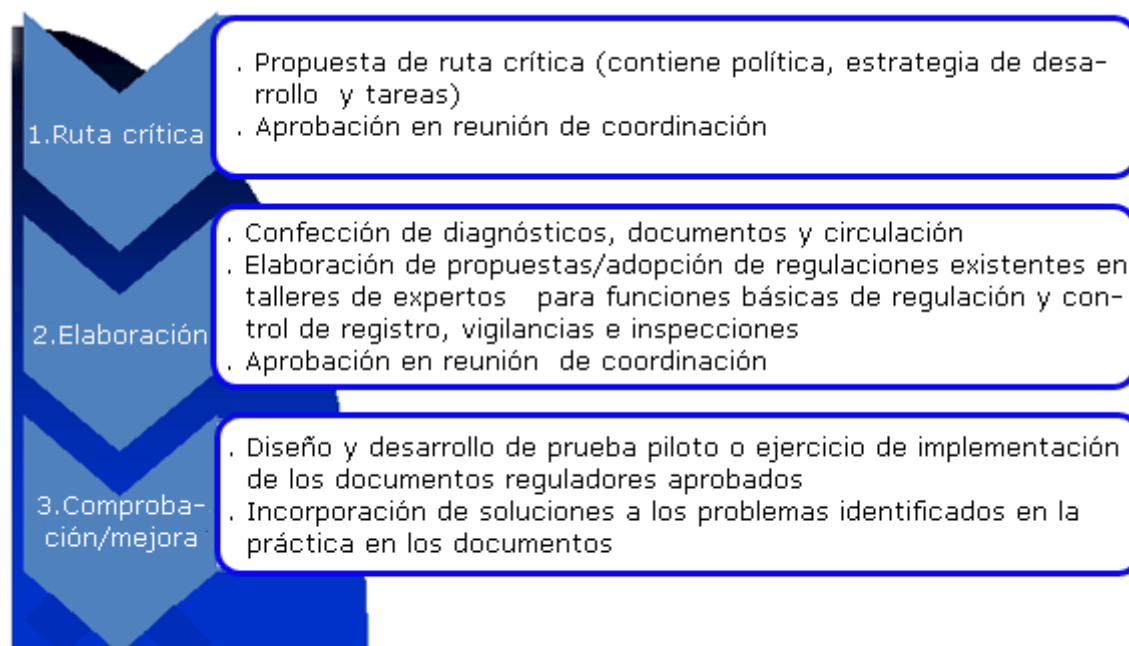 1.Ruta crítica
. Propuesta de ruta crítica (contiene política, estrategia de desa-
rrollo y tareas)
. Aprobación en reunión de coordinación
2.Elaboración
. Confección de diagnósticos, documentos y circulación
. Elaboración de propuestas/adopción de regulaciones existentes en
talleres de expertos para funciones básicas de regulación y con-
trol de registro, vigilancias e inspecciones
. Aprobación en reunión de coordinación
3.Comproba-
ción/mejora
. Diseño y desarrollo de prueba piloto o ejercicio de implementación
de los documentos reguladores aprobados
. Incorporación de soluciones a los problemas identificados en la
práctica en los documentos